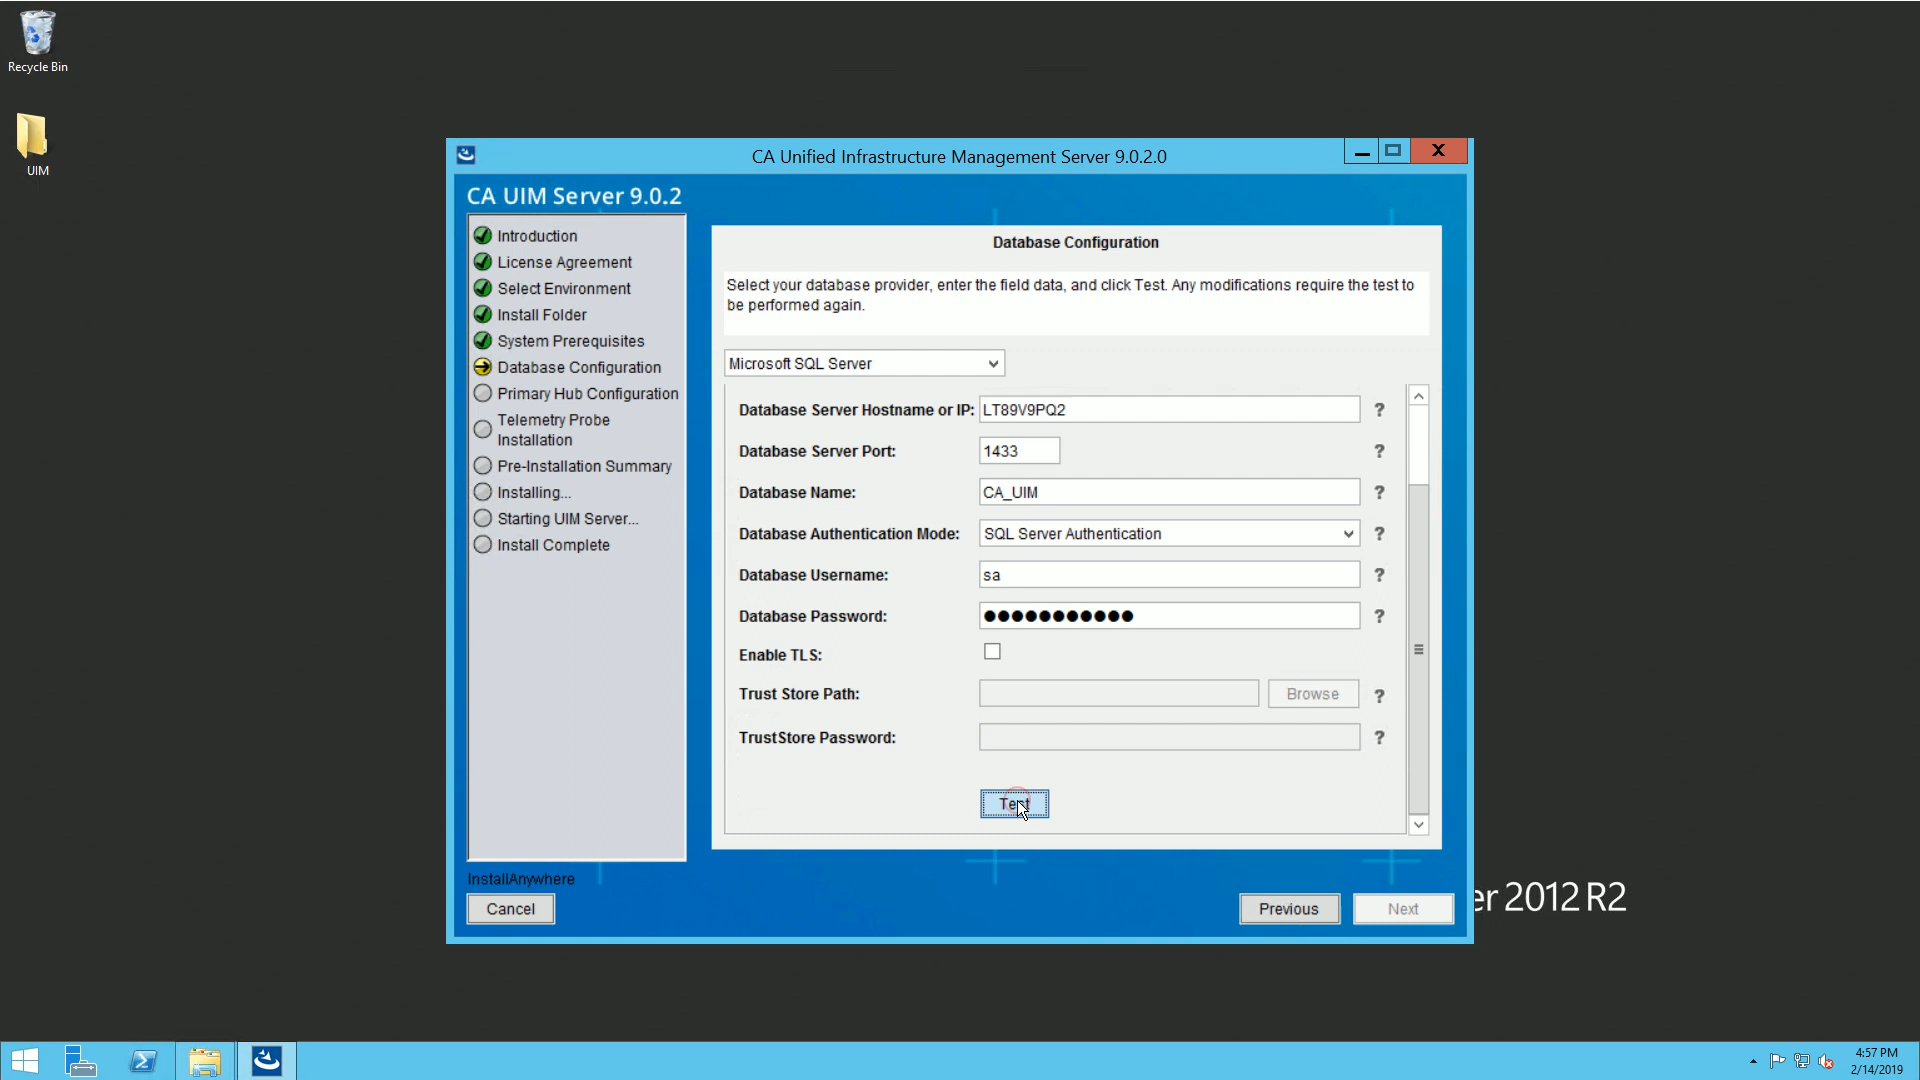 Recycle Bin
UIM
CA Unified Infrastructure Management Server 9.0.2.0
CA UIM Server 9.0.2
Introduction
License Agreement
Select Environment
Install Folder
System Prerequisites
Database Configuration
Primary Hub Configuration
Telemetry Probe
Installation
Pre-Installation Summary
Installing...
Starting UIM Server...
Install Complete
Database Configuration
Select your database provider, enter the field data, and click Test. Any modifications require the test to
be performed again.
Microsoft SQL Server
Database Server Hostname or IP: LT89V9PQ2 ?
Database Server Port: 1433 ?
Database Name: CA_UIM ?
Database Authentication Mode: SQL Server Authentication ?
Database Username: sa ?
Database Password: ●●●●●●●●●●● ?
Enable TLS:
Trust Store Path: Browse ?
TrustStore Password: ?
Test
InstallAnywhere
Cancel Previous Next
er 2012 R2
4:57 PM
2/14/2019